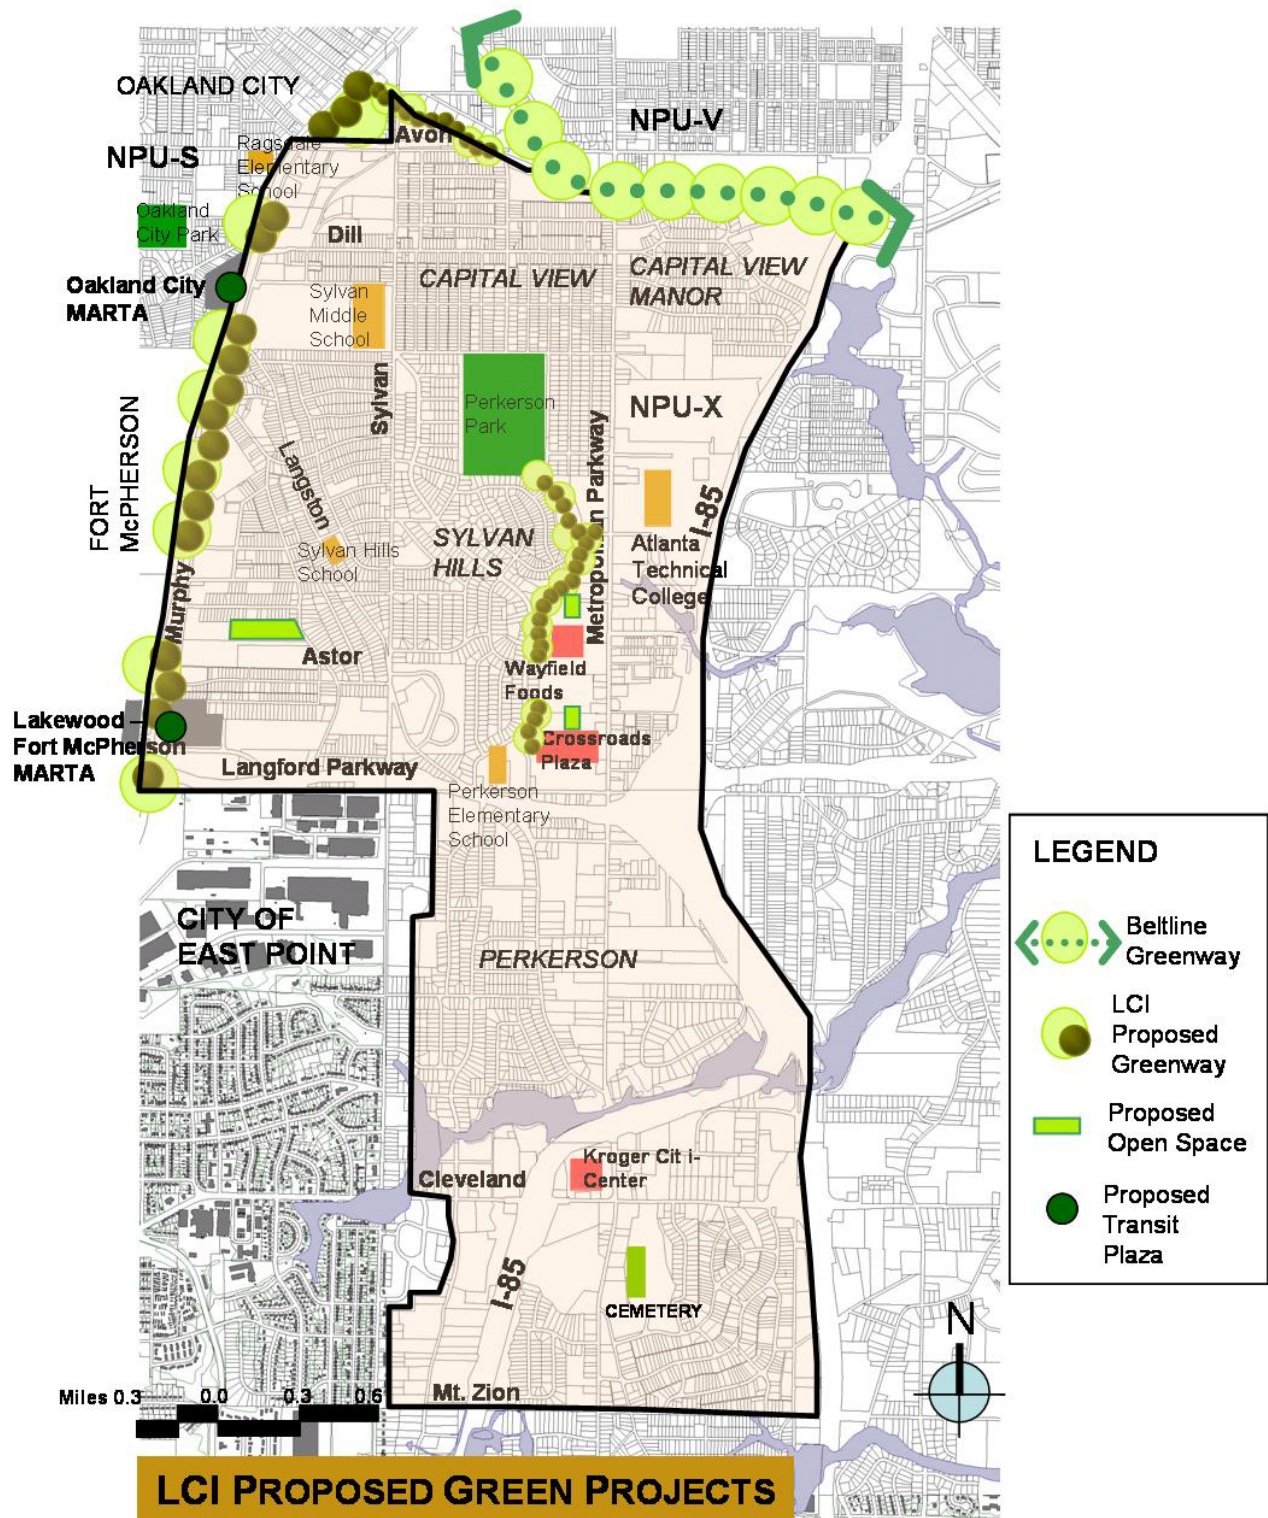 OAKLAND CITY
NPU-V
Avon
NPU-S
Ragsdale
Elementary
School
Oakland
City Park
Dill
CAPITAL VIEW
CAPITAL VIEW
MANOR
Oakland City
MARTA
Sylvan
Middle
School
Sylvan
Perkerson
Park
NPU-X
FORT
McPHERSON
Langston
Metropolitan Parkway
I-85
SYLVAN
HILLS
Sylvan Hills
School
Atlanta
Technical
College
Murphy
Astor
Wayfield
Foods
Lakewood
Fort McPherson
MARTA
Crossroads
Plaza
Langford Parkway
Perkerson
Elementary
School
CITY OF
EAST POINT
PERKERSON
Cleveland
Kroger Cit i-
Center
I-85
CEMETERY
Mt. Zion
Miles 0.3 0.0 0.3 0.6
N
LEGEND
Beltline
Greenway
LCI
Proposed
Greenway
Proposed
Open Space
Proposed
Transit
Plaza
LCI PROPOSED GREEN PROJECTS